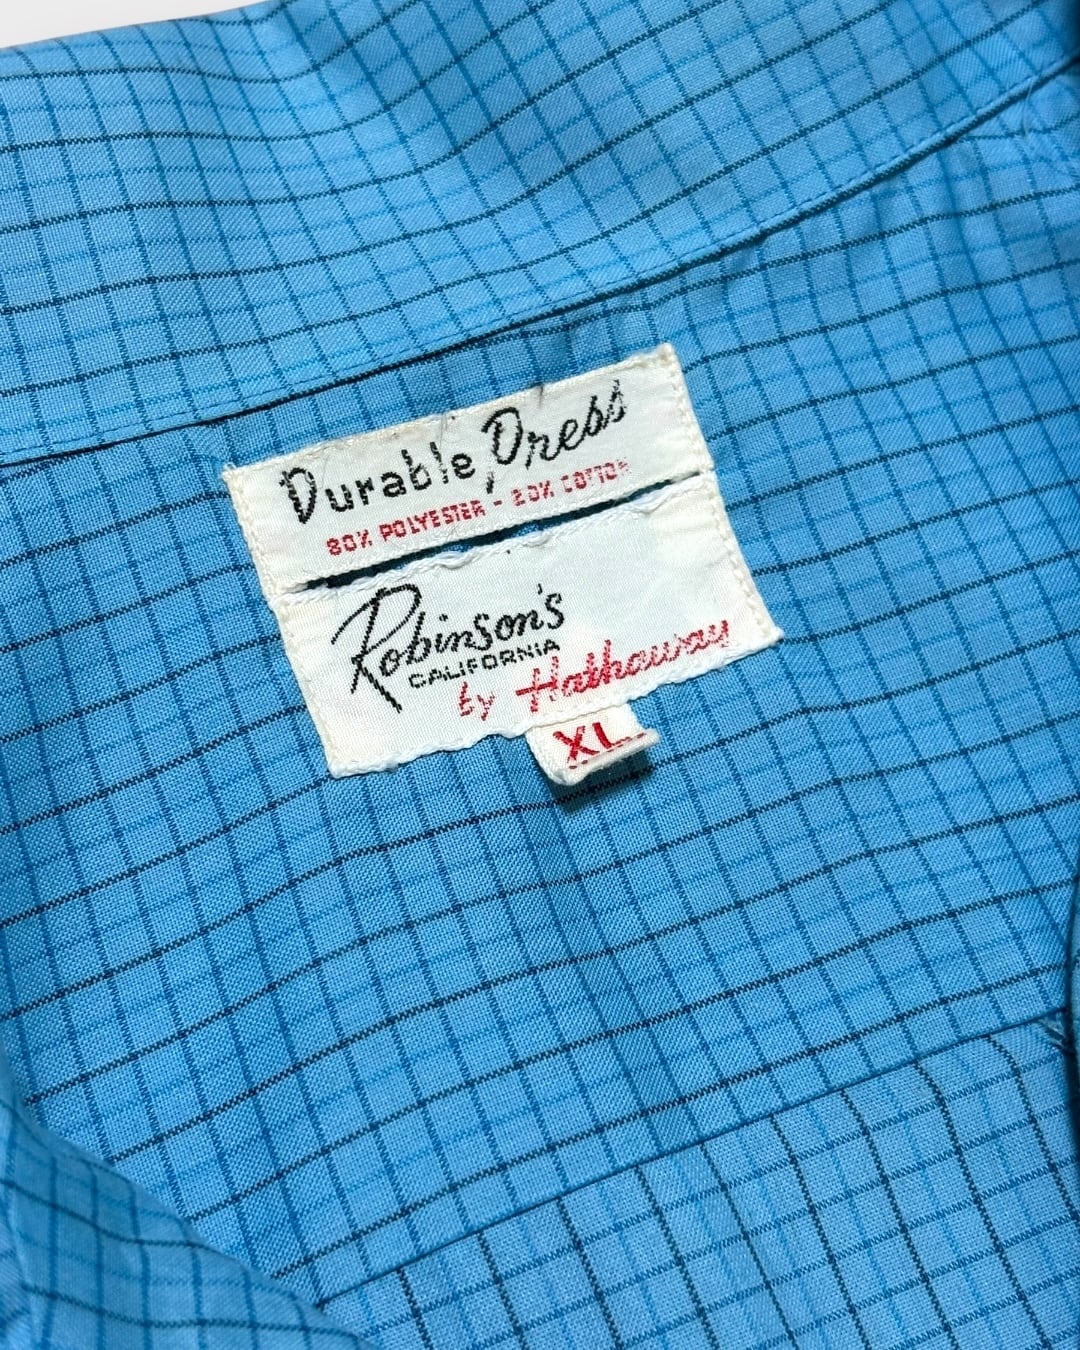 Durable, Dress
80% POLYESTER - 20% COTTON
Robinson's
CALIFORNIA
by Hathaway
XL